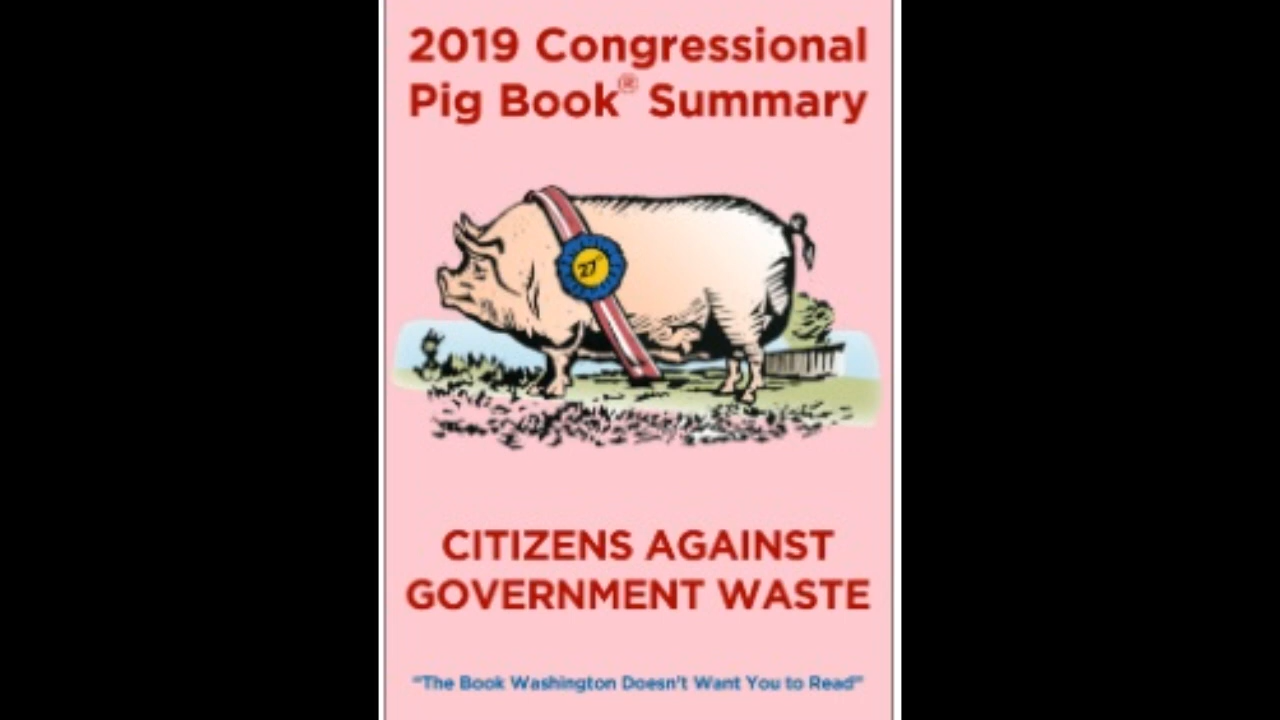 2019 Congressional
Pig Book® Summary
27
CITIZENS AGAINST
GOVERNMENT WASTE
"The Book Washington Doesn't Want You to Read"